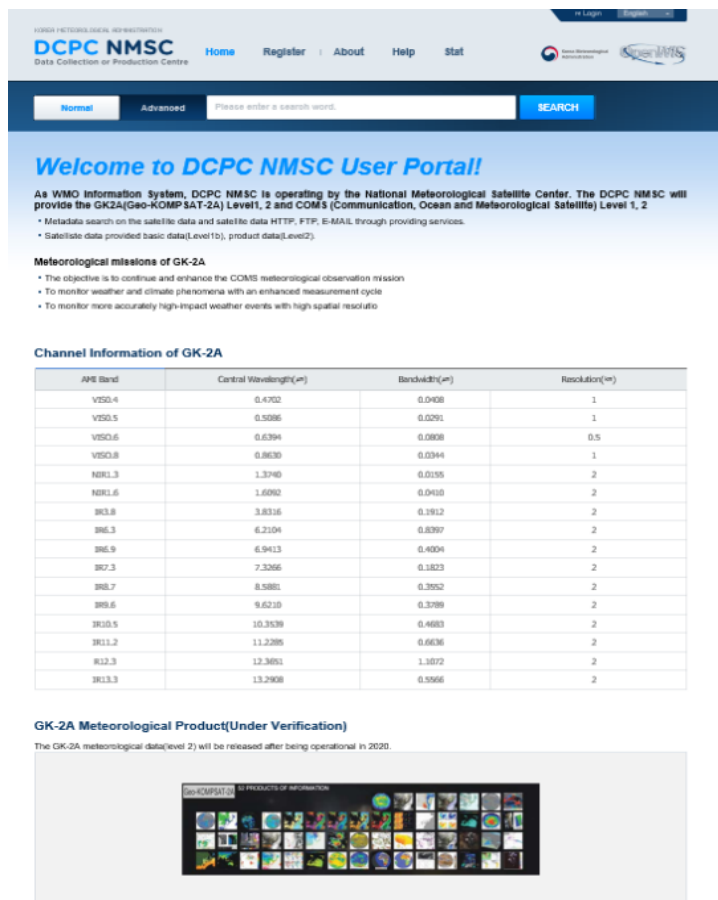 KOREA METEOROLOGICAL ADMINISTRATION
DCPC NMSC
Data Collection or Production Centre
Home Register About Help Stat
Login English
Korea Meteorological Administration
OpenWIS
Normal Advanced Please enter a search word. SEARCH
Welcome to DCPC NMSC User Portal!
As WMO Information System, DCPC NMSC is operating by the National Meteorological Satellite Center. The DCPC NMSC will
provide the GK2A(Geo-KOMPSAT-2A) Level1, 2 and COMS (Communication, Ocean and Meteorological Satellite) Level 1, 2
• Metadata search on the satellite data and satellite data HTTP, FTP, E-MAIL through providing services.
• Satelliste data provided basic data(Level1b), product data(Level2).
Meteorological missions of GK-2A
• The objective is to continue and enhance the COMS meteorological observation mission
• To monitor weather and climate phenomena with an enhanced measurement cycle
• To monitor more accurately high-impact weather events with high spatial resolutio
Channel Information of GK-2A
AMI Band Central Wavelength(㎛) Bandwidth(㎛) Resolution(㎞)
VIS0.4 0.4702 0.0408 1
VIS0.5 0.5086 0.0291 1
VIS0.6 0.6394 0.0808 0.5
VIS0.8 0.8630 0.0344 1
NIR1.3 1.3740 0.0155 2
NIR1.6 1.6092 0.0410 2
IR3.8 3.8316 0.1912 2
IR6.3 6.2104 0.8397 2
IR6.9 6.9413 0.4004 2
IR7.3 7.3266 0.1823 2
IR8.7 8.5881 0.3552 2
IR9.6 9.6210 0.3789 2
IR10.5 10.3539 0.4683 2
IR11.2 11.2285 0.6636 2
R12.3 12.3651 1.1072 2
IR13.3 13.2908 0.5566 2
GK-2A Meteorological Product(Under Verification)
The GK-2A meteorological data(level 2) will be released after being operational in 2020.
Geo-KOMPSAT-2A 52 PRODUCTS OF INFORMATION